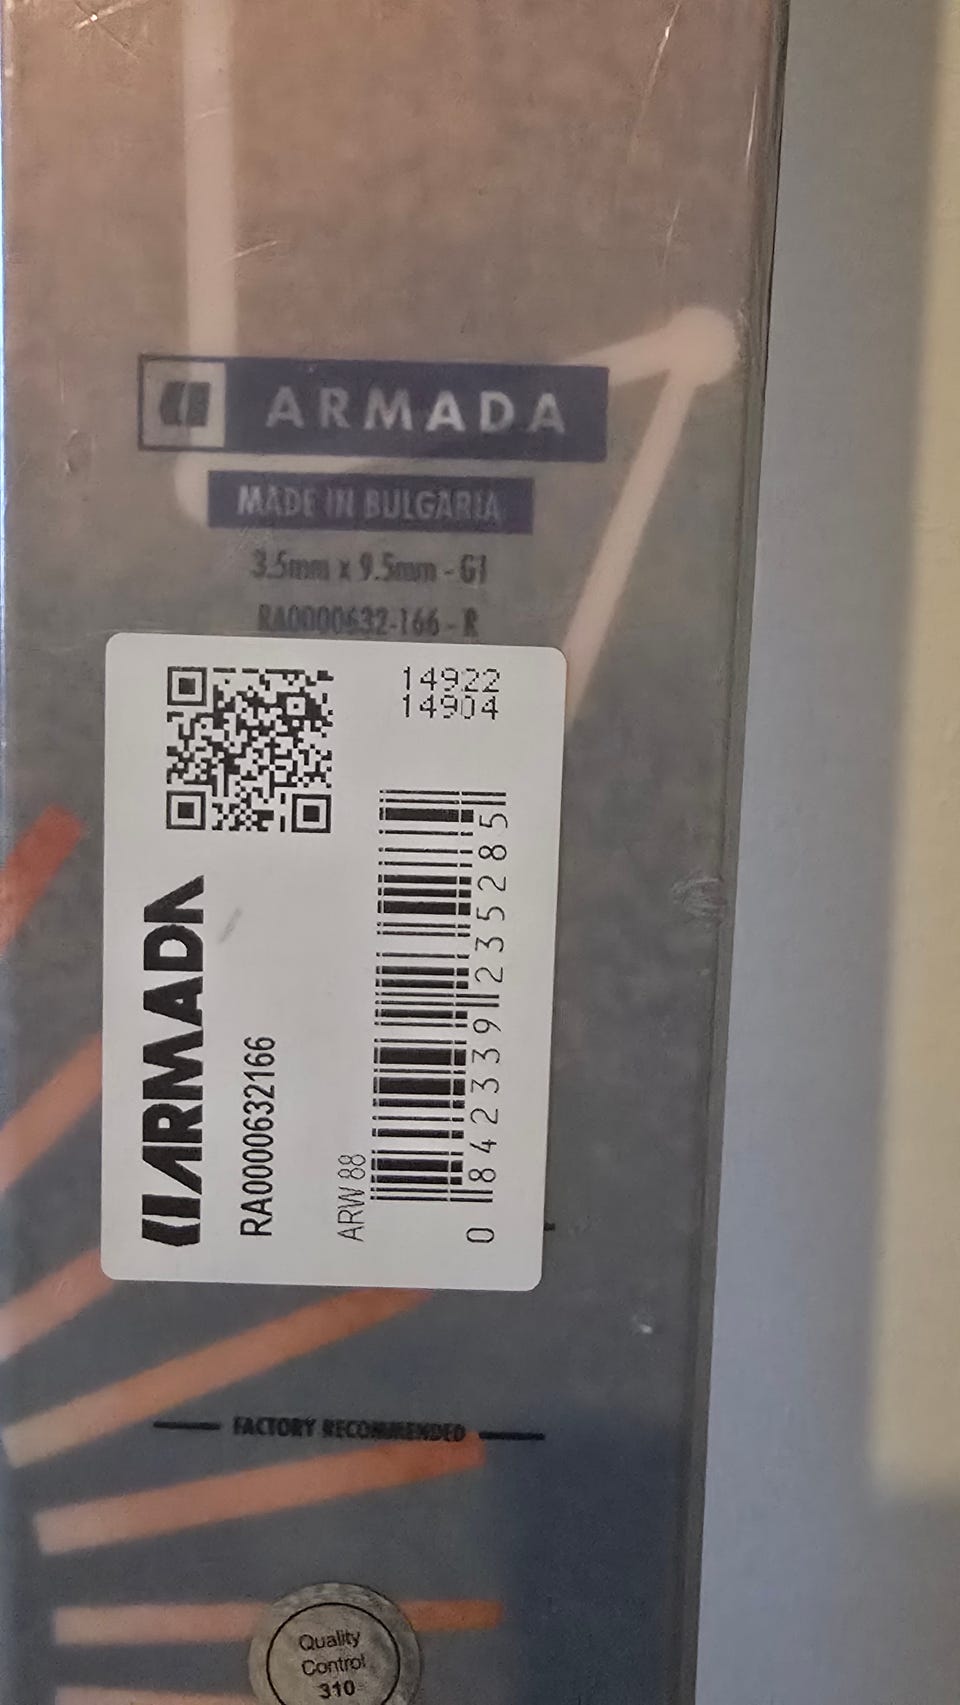 ARMADA
MADE IN BULGARIA
3.5mm x 9.5mm - G1
RA0000632-166 - R
14922
14904
ARMADA
RA0000632166
ARW 88
0 842339 235285
FACTORY RECOMMENDED
Quality
Control
310